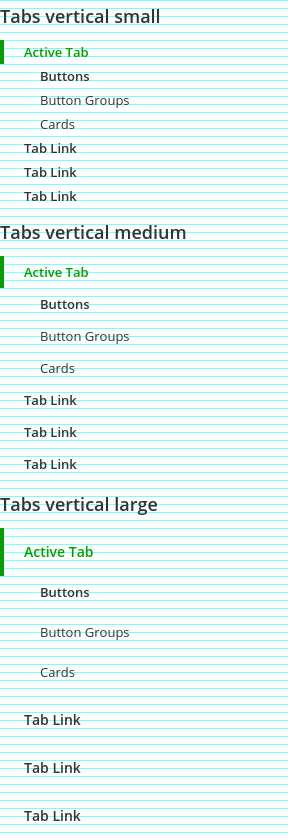 Tabs vertical small
Active Tab
Buttons
Button Groups
Cards
Tab Link
Tab Link
Tab Link
Tabs vertical medium
Active Tab
Buttons
Button Groups
Cards
Tab Link
Tab Link
Tab Link
Tabs vertical large
Active Tab
Buttons
Button Groups
Cards
Tab Link
Tab Link
Tab Link